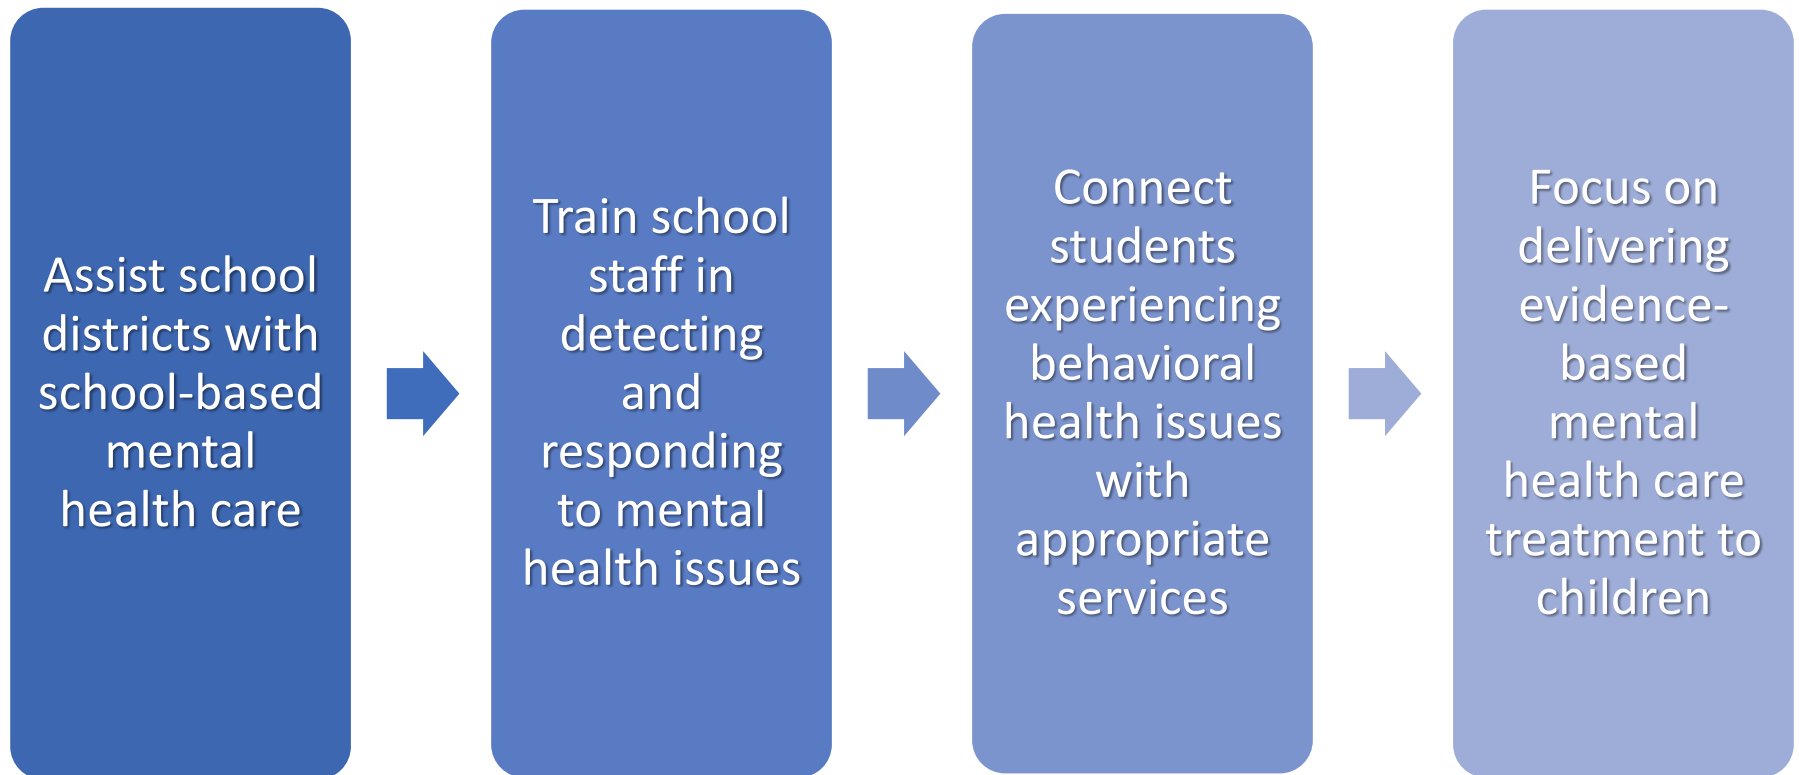 Assist school
districts with
school-based
mental
health care
Train school
staff in
detecting
and
responding
to mental
health issues
Connect
students
experiencing
behavioral
health issues
with
appropriate
services
Focus on
delivering
evidence-
based
mental
health care
treatment to
children